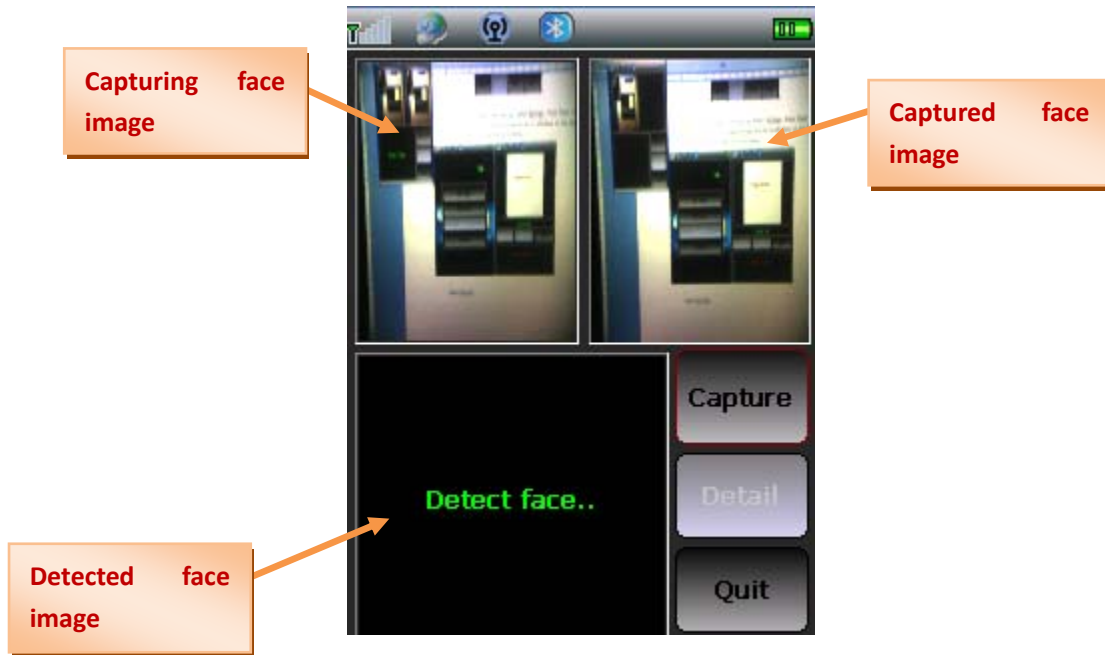 Capturing face
image
Captured face
image
Capture
Detect face..
Detail
Detected face
image
Quit